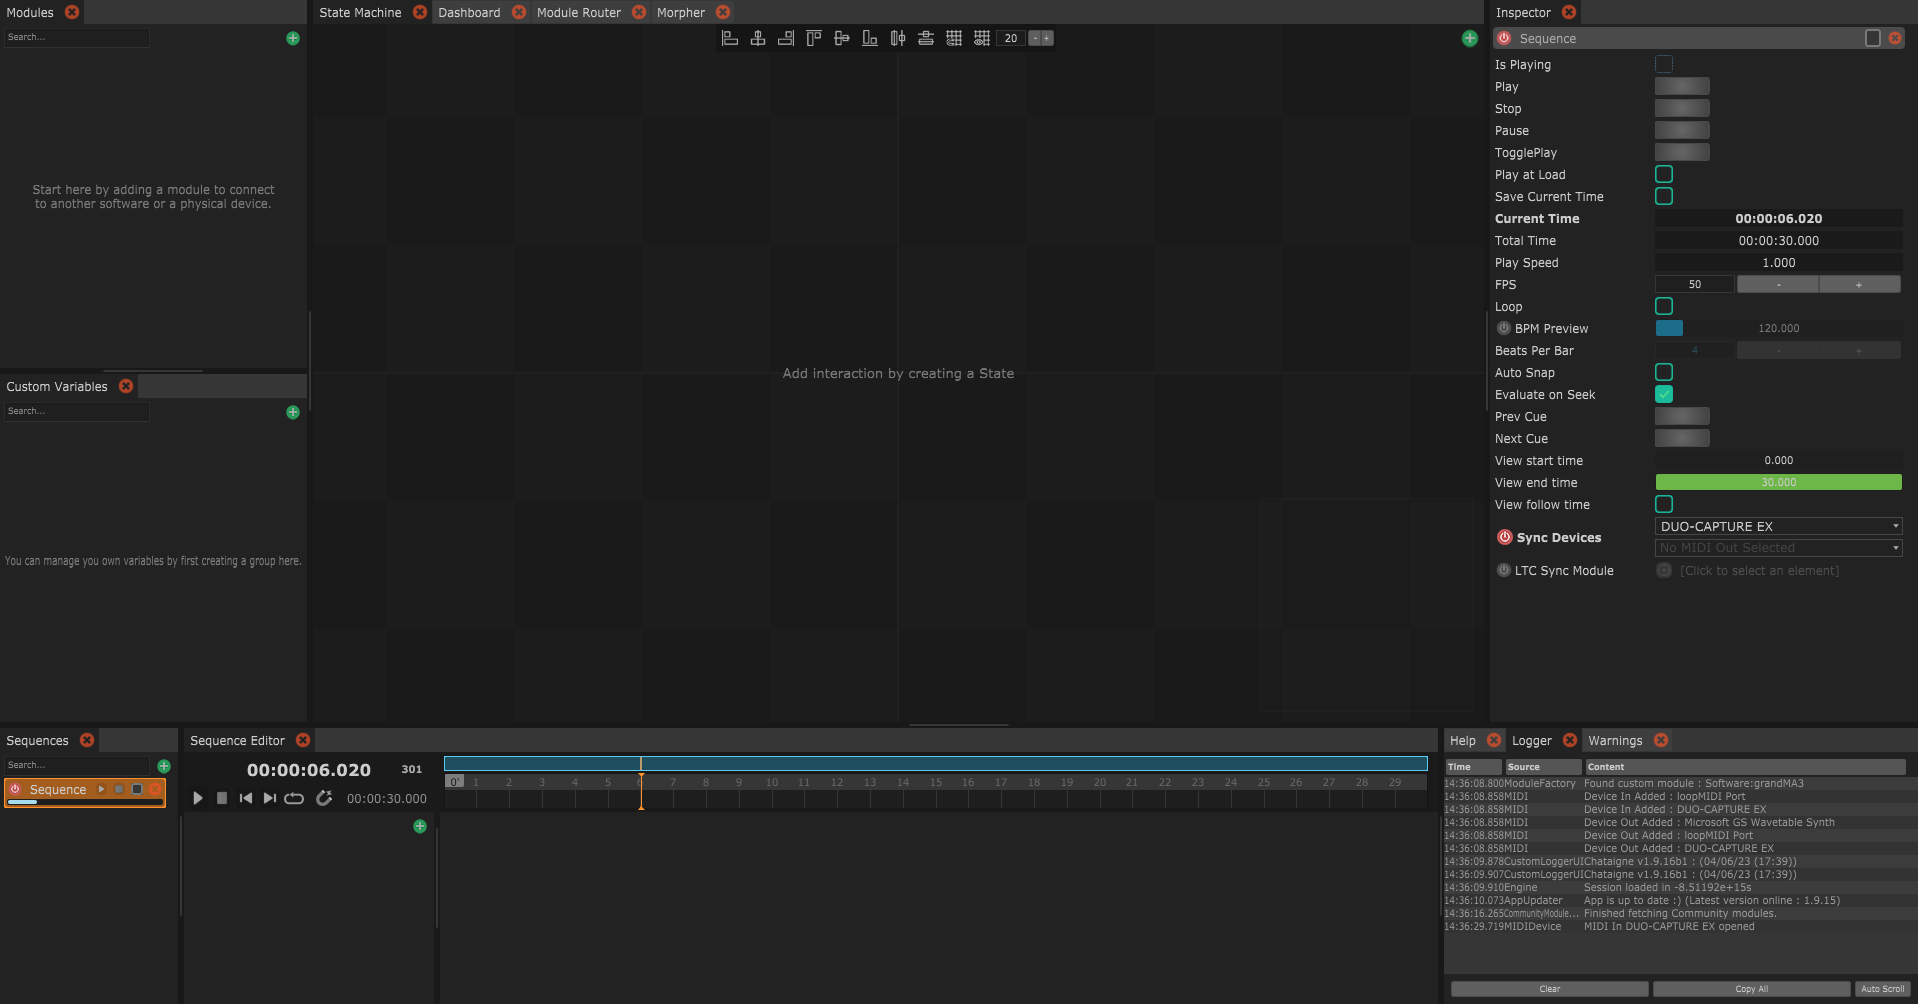 Modules
Search...
Start here by adding a module to connect
to another software or a physical device.
Custom Variables
Search...
You can manage you own variables by first creating a group here.
State Machine
Dashboard
Module Router
Morpher
20
-
+
Add interaction by creating a State
Inspector
Sequence
Is Playing
Play
Stop
Pause
TogglePlay
Play at Load
Save Current Time
Current Time 00:00:06.020
Total Time 00:00:30.000
Play Speed 1.000
FPS 50 - +
Loop
BPM Preview 120.000
Beats Per Bar 4 - +
Auto Snap
Evaluate on Seek
Prev Cue
Next Cue
View start time 0.000
View end time 30.000
View follow time
Sync Devices DUO-CAPTURE EX
No MIDI Out Selected
LTC Sync Module [Click to select an element]
Sequences
Search...
Sequence
Sequence Editor
00:00:06.020 301
00:00:30.000
0' 1 2 3 4 5 6 7 8 9 10 11 12 13 14 15 16 17 18 19 20 21 22 23 24 25 26 27 28 29
Help
Logger
Warnings
Time Source Content
14:36:08.800 ModuleFactory Found custom module : Software:grandMA3
14:36:08.858 MIDI Device In Added : loopMIDI Port
14:36:08.858 MIDI Device In Added : DUO-CAPTURE EX
14:36:08.858 MIDI Device Out Added : Microsoft GS Wavetable Synth
14:36:08.858 MIDI Device Out Added : loopMIDI Port
14:36:08.858 MIDI Device Out Added : DUO-CAPTURE EX
14:36:09.878 CustomLoggerUI Chataigne v1.9.16b1 : (04/06/23 (17:39))
14:36:09.907 CustomLoggerUI Chataigne v1.9.16b1 : (04/06/23 (17:39))
14:36:09.910 Engine Session loaded in -8.51192e+15s
14:36:10.073 AppUpdater App is up to date :) (Latest version online : 1.9.15)
14:36:16.265 CommunityModule... Finished fetching Community modules.
14:36:29.719 MIDIDevice MIDI In DUO-CAPTURE EX opened
Clear
Copy All
Auto Scroll